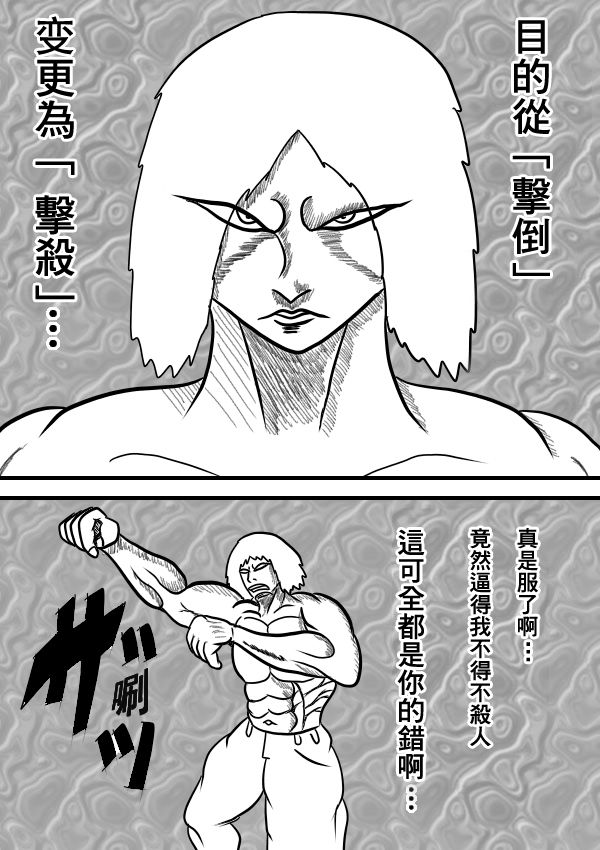 目的從「擊倒」
变更為「擊殺」…
真是服了啊…
竟然逼得我不得不殺人
這可全都是你的錯啊…
ザッ
唰